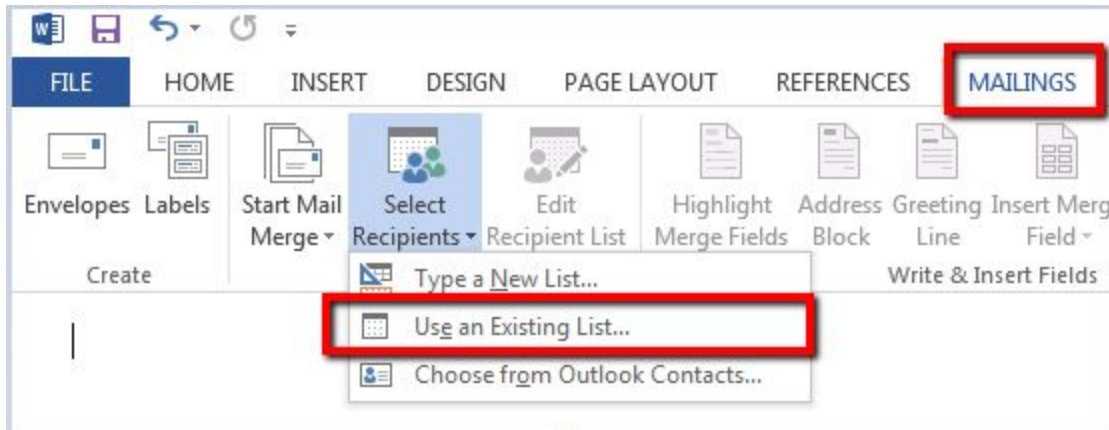 FILE HOME INSERT DESIGN PAGE LAYOUT REFERENCES MAILINGS
Envelopes Labels Start Mail Select Edit Highlight Address Greeting Insert Merg
Merge Recipients Recipient List Merge Fields Block Line Field
Create Write & Insert Fields
Type a New List...
Use an Existing List...
Choose from Outlook Contacts...